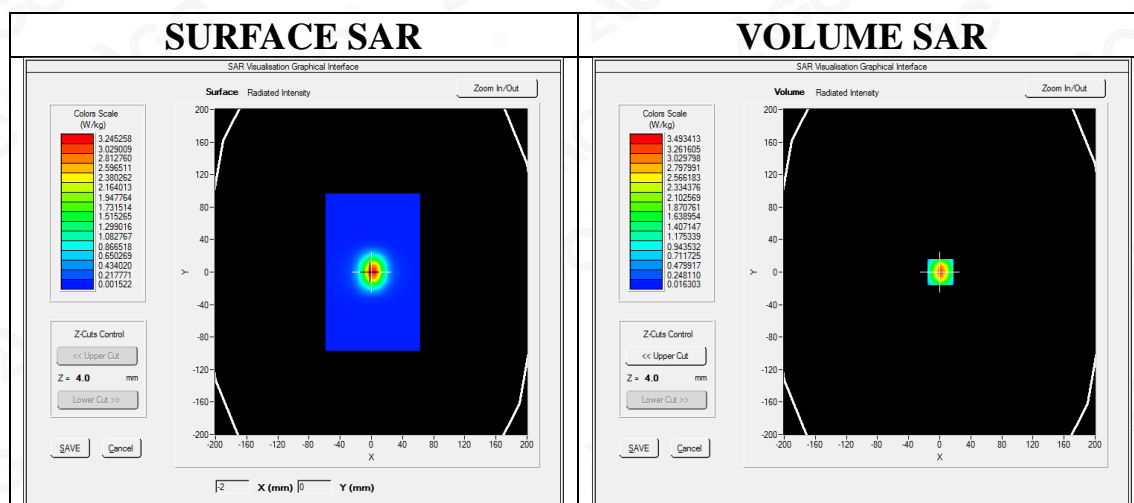 SURFACE SAR
SAR Visualisation Graphical Interface
Surface Radiated Intensity
Zoom In/Out
Colors Scale
(W/kg)
3.245258
3.029009
2.812760
2.596511
2.380262
2.164013
1.947764
1.731514
1.515265
1.299016
1.082767
0.866518
0.650269
0.434020
0.217771
0.001522
Z-Cuts Control
<< Upper Cut
Z = 4.0 mm
Lower Cut >>
SAVE Cancel
200
160
120
80
40
Y 0
-40
-80
-120
-160
-200
-200 -160 -120 -80 -40 0 40 80 120 160 200
X
-2 X (mm) 0 Y (mm)
VOLUME SAR
SAR Visualisation Graphical Interface
Volume Radiated Intensity
Zoom In/Out
Colors Scale
(W/kg)
3.493413
3.261605
3.029798
2.797991
2.566183
2.334376
2.102569
1.870761
1.638954
1.407147
1.175339
0.943532
0.711725
0.479917
0.248110
0.016303
Z-Cuts Control
<< Upper Cut
Z = 4.0 mm
Lower Cut >>
SAVE Cancel
200
160
120
80
40
Y 0
-40
-80
-120
-160
-200
-200 -160 -120 -80 -40 0 40 80 120 160 200
X